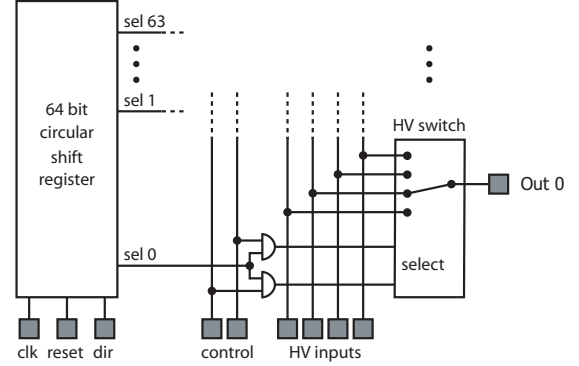 sel 63
sel 1
64 bit
circular
shift
register
HV switch
Out 0
sel 0
select
clk reset dir control HV inputs